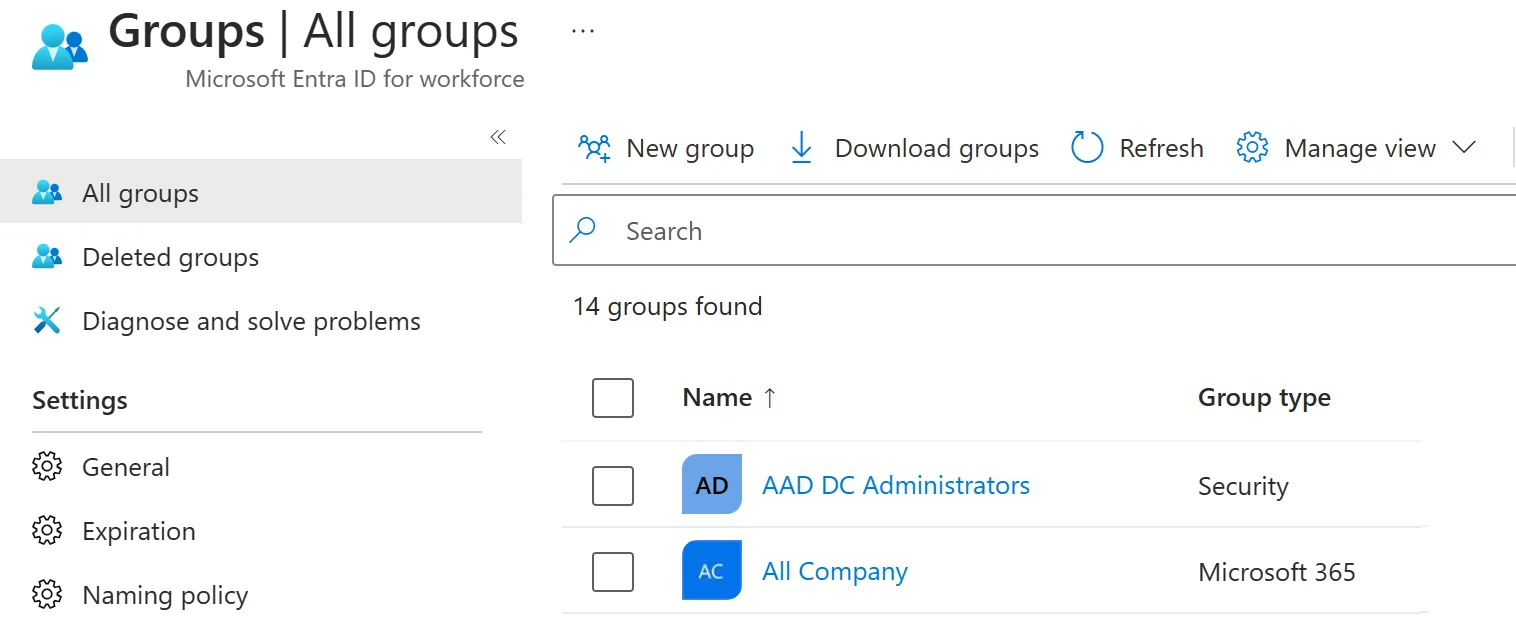 Groups | All groups ...
Microsoft Entra ID for workforce
All groups
Deleted groups
Diagnose and solve problems
Settings
General
Expiration
Naming policy
New group Download groups Refresh Manage view
Search
14 groups found
Name ↑ Group type
AD AAD DC Administrators Security
AC All Company Microsoft 365